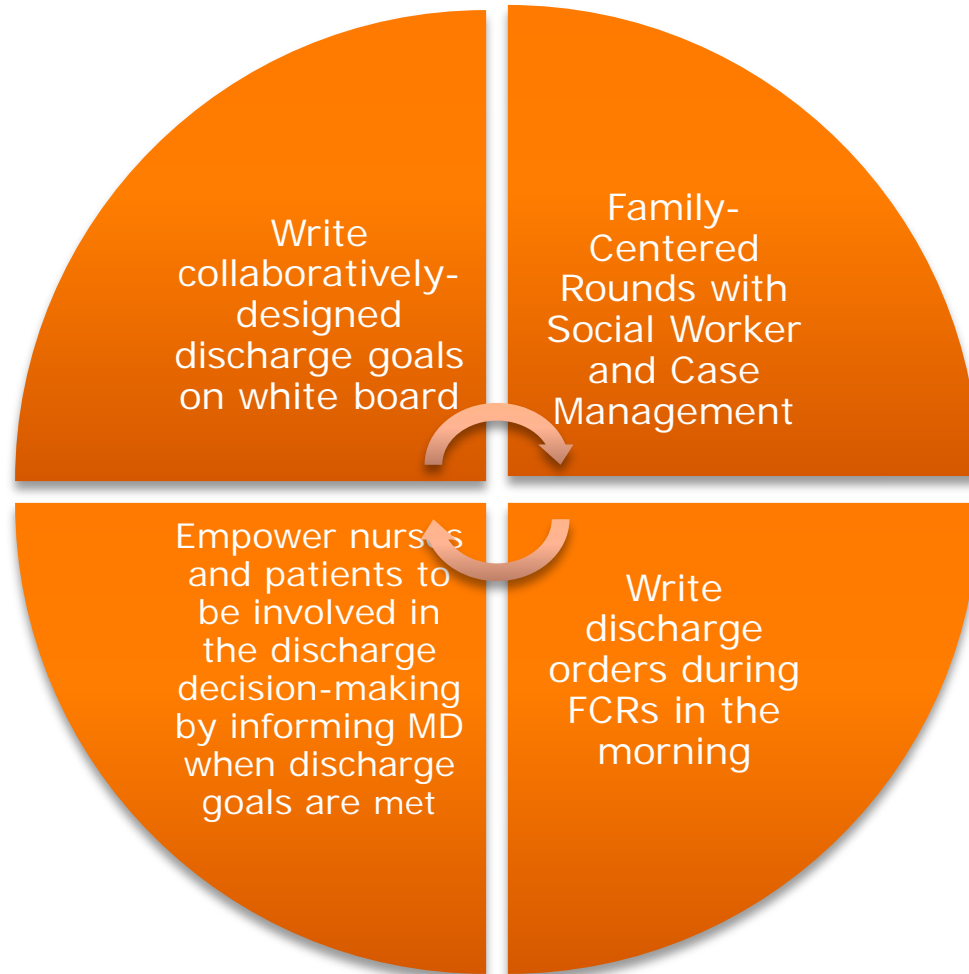 Write
collaboratively-
designed
discharge goals
on white board
Family-
Centered
Rounds with
Social Worker
and Case
Management
Empower nurses
and patients to
be involved in
the discharge
decision-making
by informing MD
when discharge
goals are met
Write
discharge
orders during
FCRs in the
morning